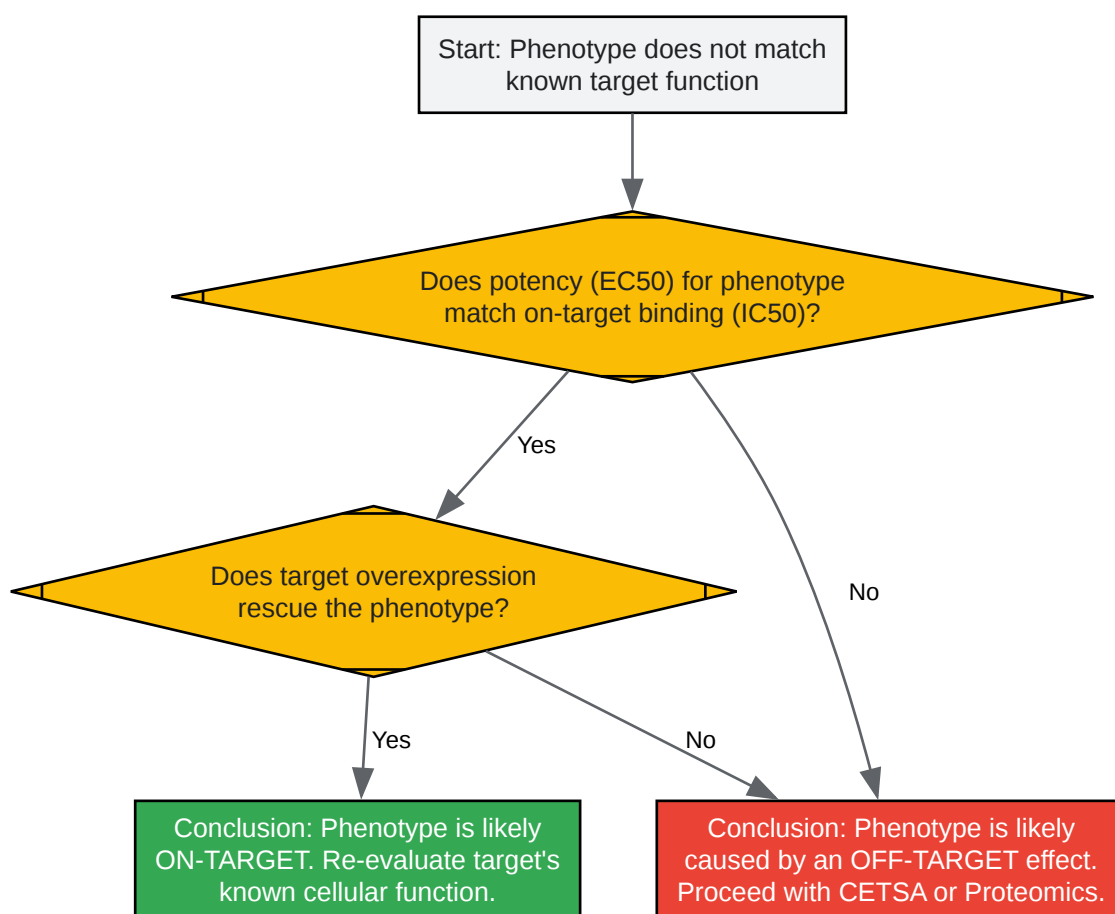 Start: Phenotype does not match
known target function
Does potency (EC50) for phenotype
match on-target binding (IC50)?
Yes
No
Does target overexpression
rescue the phenotype?
Yes
No
Conclusion: Phenotype is likely
ON-TARGET. Re-evaluate target's
known cellular function.
Conclusion: Phenotype is likely
caused by an OFF-TARGET effect.
Proceed with CETSA or Proteomics.